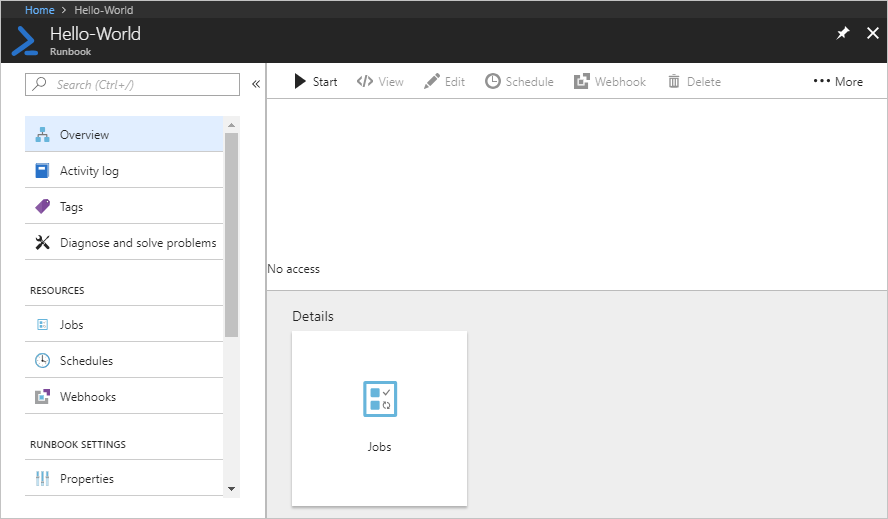 Home > Hello-World
Hello-World
Runbook
Search (Ctrl+/)
«
Overview
Activity log
Tags
Diagnose and solve problems
RESOURCES
Jobs
Schedules
Webhooks
RUNBOOK SETTINGS
Properties
Start View Edit Schedule Webhook Delete ••• More
No access
Details
Jobs